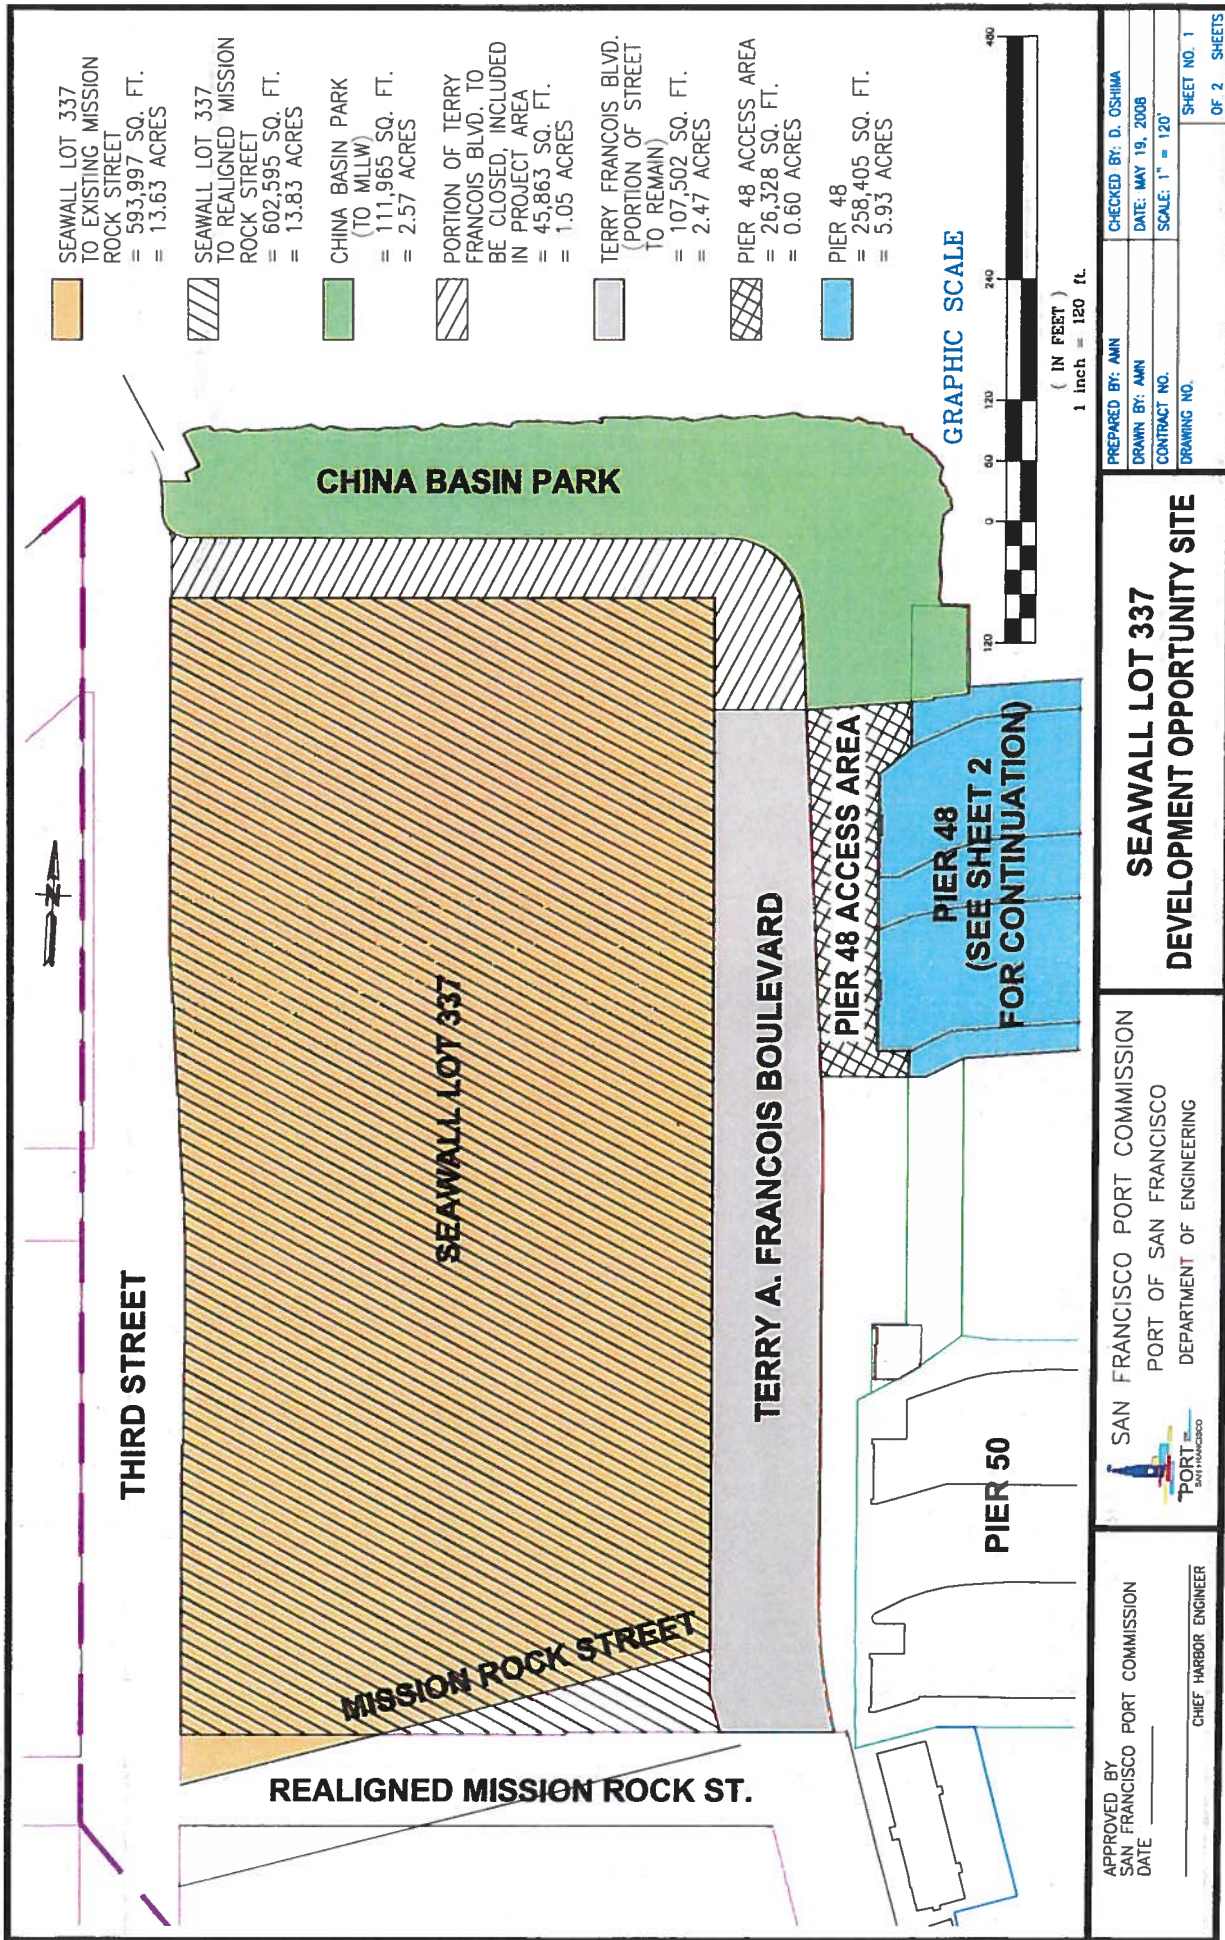 SEAWALL LOT 337
TO EXISTING MISSION
ROCK STREET
= 593,997 SQ. FT.
= 13.63 ACRES
SEAWALL LOT 337
TO REALIGNED MISSION
ROCK STREET
= 602,595 SQ. FT.
= 13.83 ACRES
CHINA BASIN PARK
(TO MLLW)
= 111,965 SQ. FT.
= 2.57 ACRES
PORTION OF TERRY
FRANCOIS BLVD. TO
BE CLOSED, INCLUDED
IN PROJECT AREA
= 45,863 SQ. FT.
= 1.05 ACRES
TERRY FRANCOIS BLVD.
(PORTION OF STREET
TO REMAIN)
= 107,502 SQ. FT.
= 2.47 ACRES
PIER 48 ACCESS AREA
= 26,328 SQ. FT.
= 0.60 ACRES
PIER 48
= 258,405 SQ. FT.
= 5.93 ACRES
THIRD STREET
SEAWALL LOT 337
CHINA BASIN PARK
MISSION ROCK STREET
REALIGNED MISSION ROCK ST.
TERRY A. FRANCOIS BOULEVARD
PIER 48 ACCESS AREA
PIER 48
(SEE SHEET 2
FOR CONTINUATION)
PIER 50
GRAPHIC SCALE
120 0 60 120 240 480
( IN FEET )
1 inch = 120 ft.
APPROVED BY
SAN FRANCISCO PORT COMMISSION
DATE
CHIEF HARBOR ENGINEER
PORT
SAN FRANCISCO
SAN FRANCISCO PORT COMMISSION
PORT OF SAN FRANCISCO
DEPARTMENT OF ENGINEERING
SEAWALL LOT 337
DEVELOPMENT OPPORTUNITY SITE
PREPARED BY: AMN
DRAWN BY: AMN
CONTRACT NO.
DRAWING NO.
CHECKED BY: D. OSHIMA
DATE: MAY 19, 2008
SCALE: 1" = 120'
SHEET NO. 1
OF 2 SHEETS